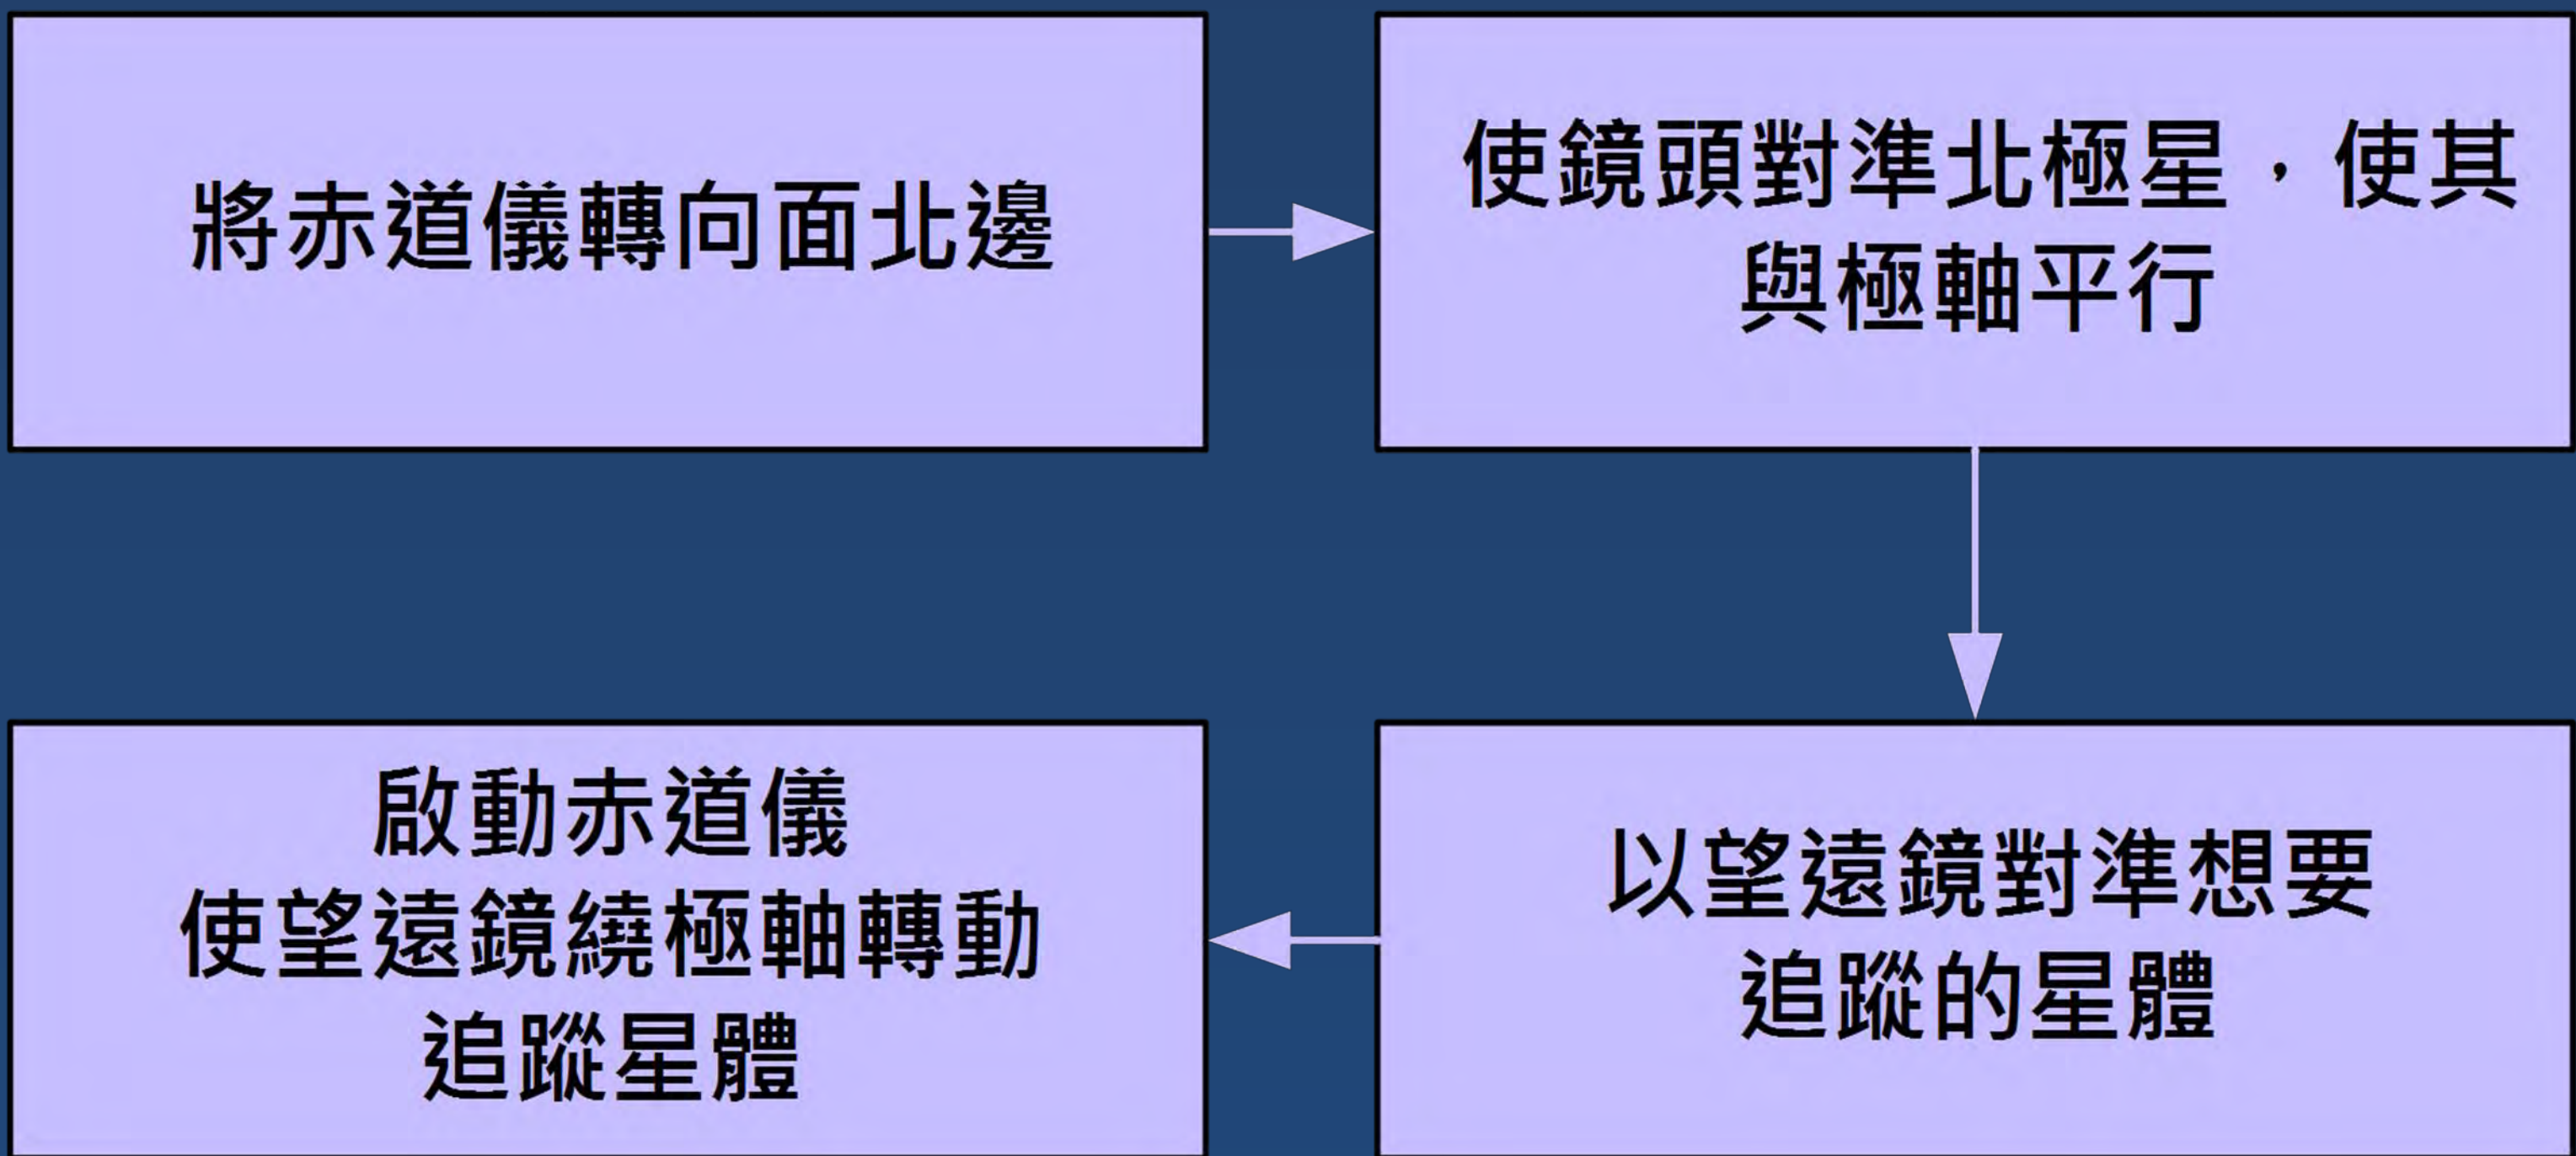 將赤道儀轉向面北邊
使鏡頭對準北極星，使其
與極軸平行
以望遠鏡對準想要
追蹤的星體
啟動赤道儀
使望遠鏡繞極軸轉動
追蹤星體